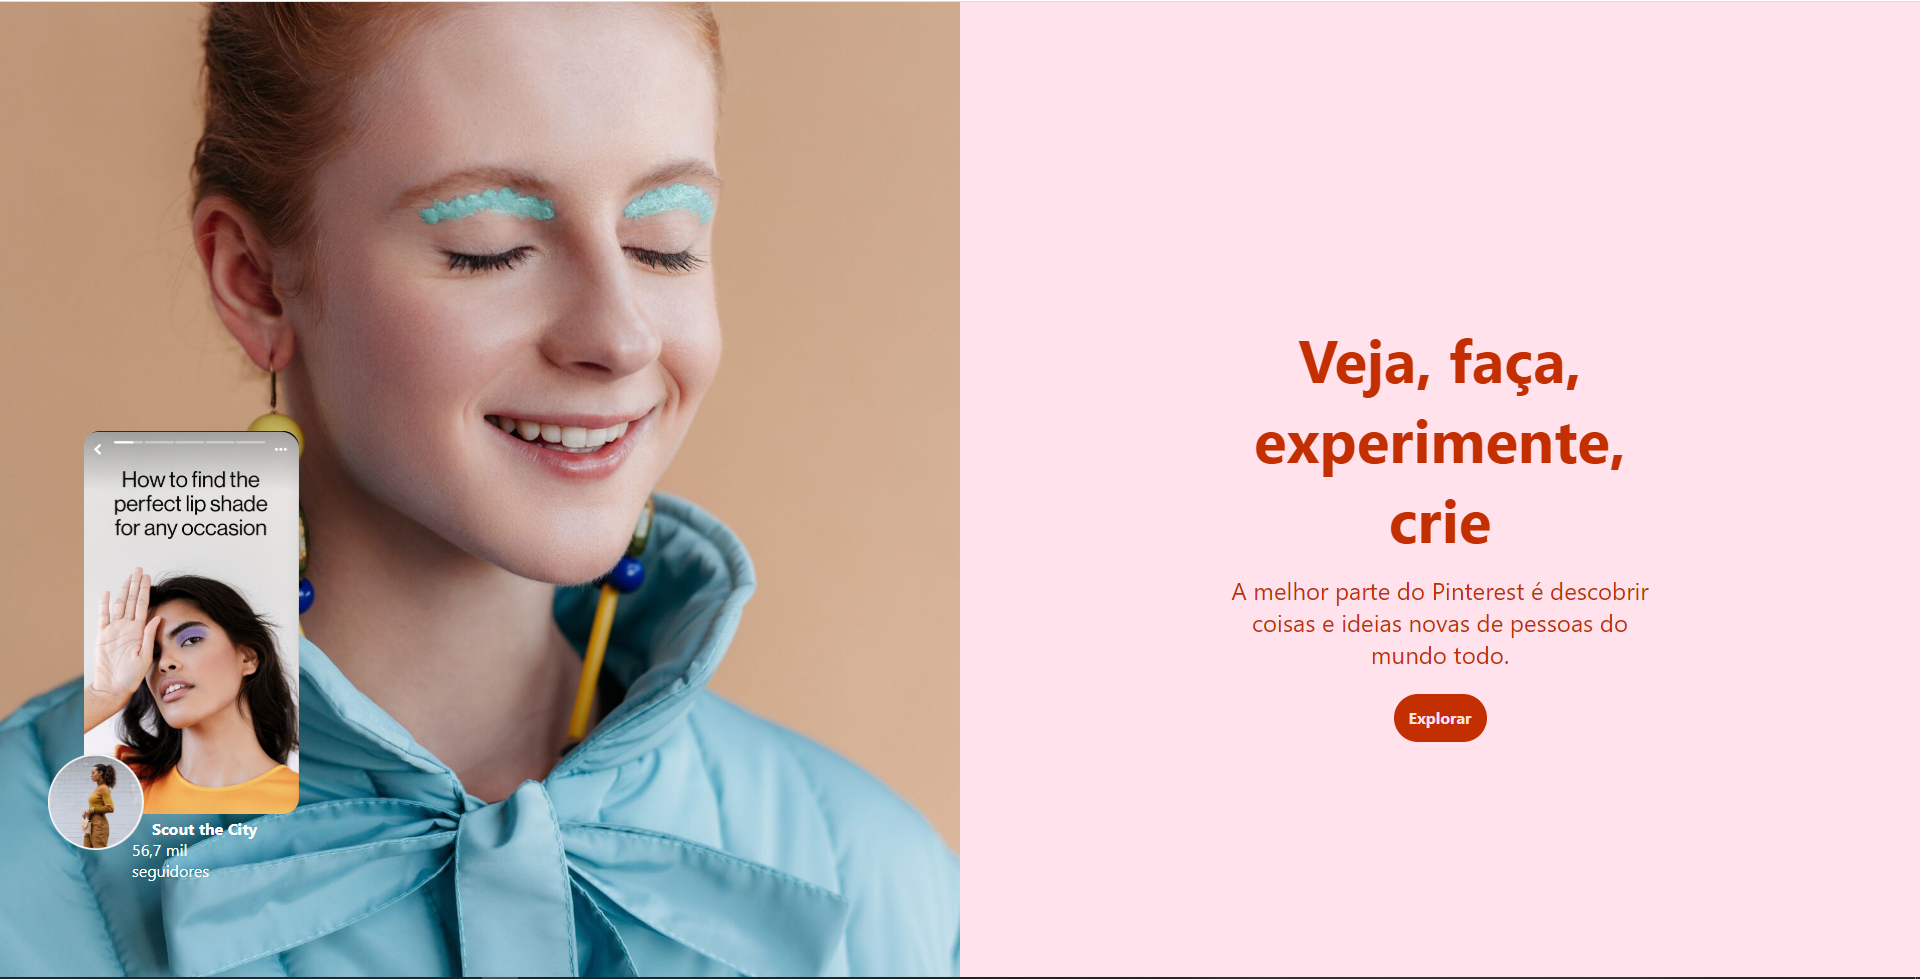 How to find the
perfect lip shade
for any occasion
Scout the City
56,7 mil
seguidores
Veja, faça,
experimente,
crie
A melhor parte do Pinterest é descobrir
coisas e ideias novas de pessoas do
mundo todo.
Explorar